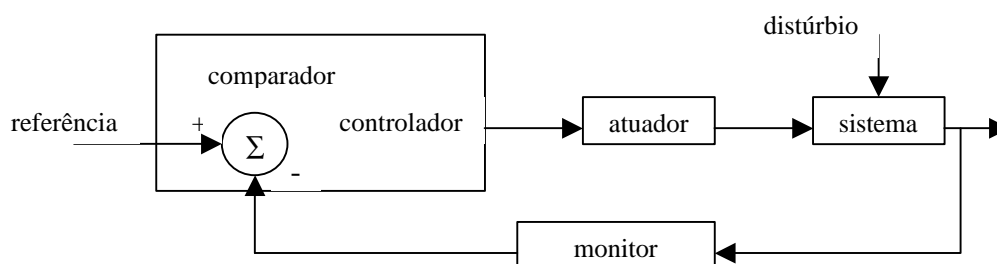 distúrbio
comparador
referência
+
controlador
atuador
sistema
Σ
-
monitor